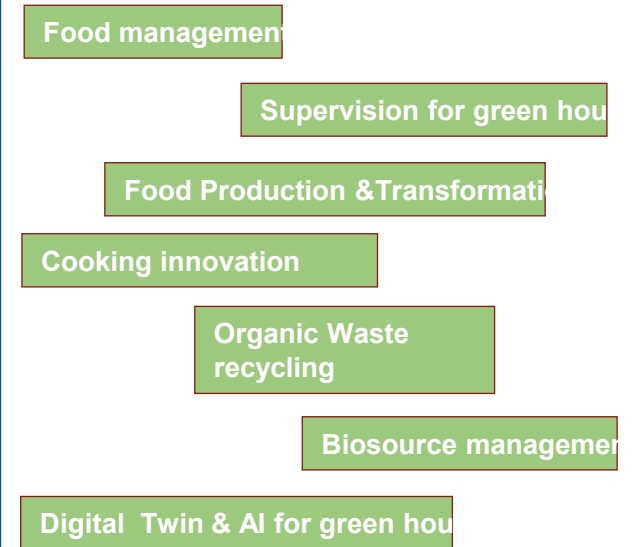 Food management
Supervision for green hou
Food Production &Transformati
Cooking innovation
Organic Waste
recycling
Biosource managemen
Digital  Twin & AI for green hou